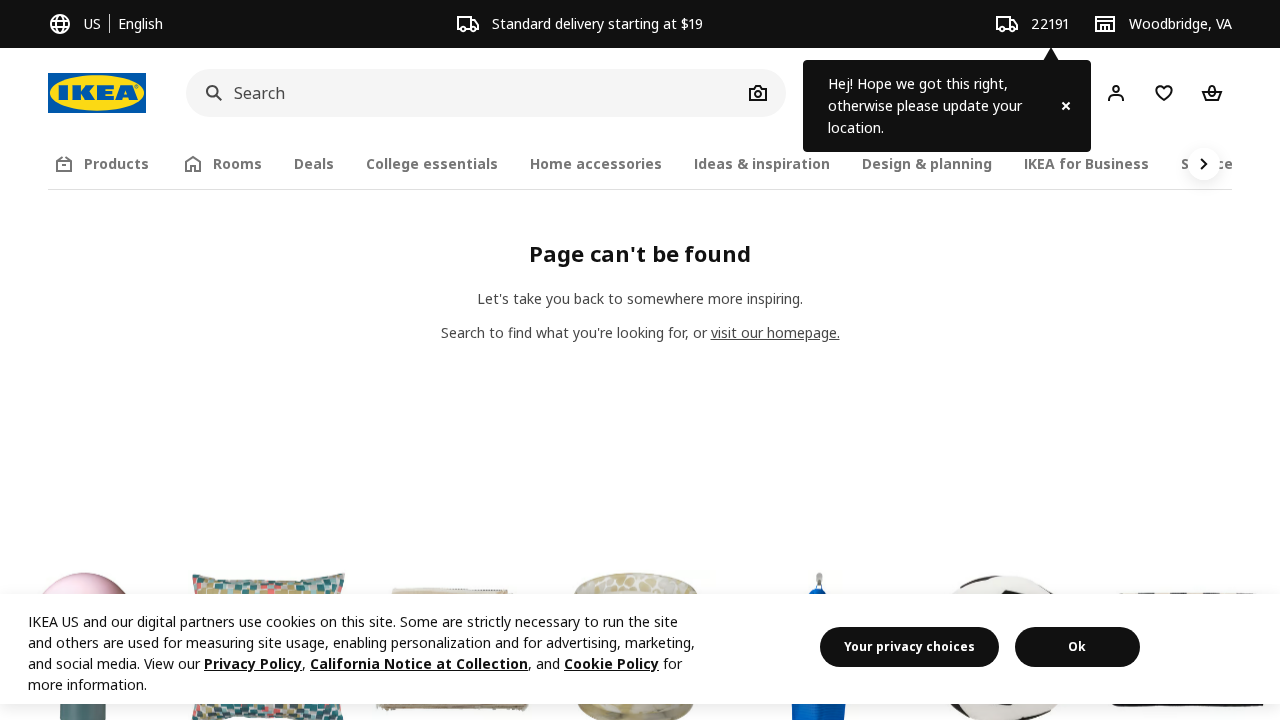 US
English
Standard delivery starting at $19
22191
Woodbridge, VA
IKEA
Search
Hej! Hope we got this right,
otherwise please update your
location.
Products
Rooms
Deals
College essentials
Home accessories
Ideas & inspiration
Design & planning
IKEA for Business
Page can't be found
Let's take you back to somewhere more inspiring.
Search to find what you're looking for, or visit our homepage.
IKEA US and our digital partners use cookies on this site. Some are strictly necessary to run the site
and others are used for measuring site usage, enabling personalization and for advertising, marketing,
and social media. View our Privacy Policy, California Notice at Collection, and Cookie Policy for
more information.
Your privacy choices
Ok